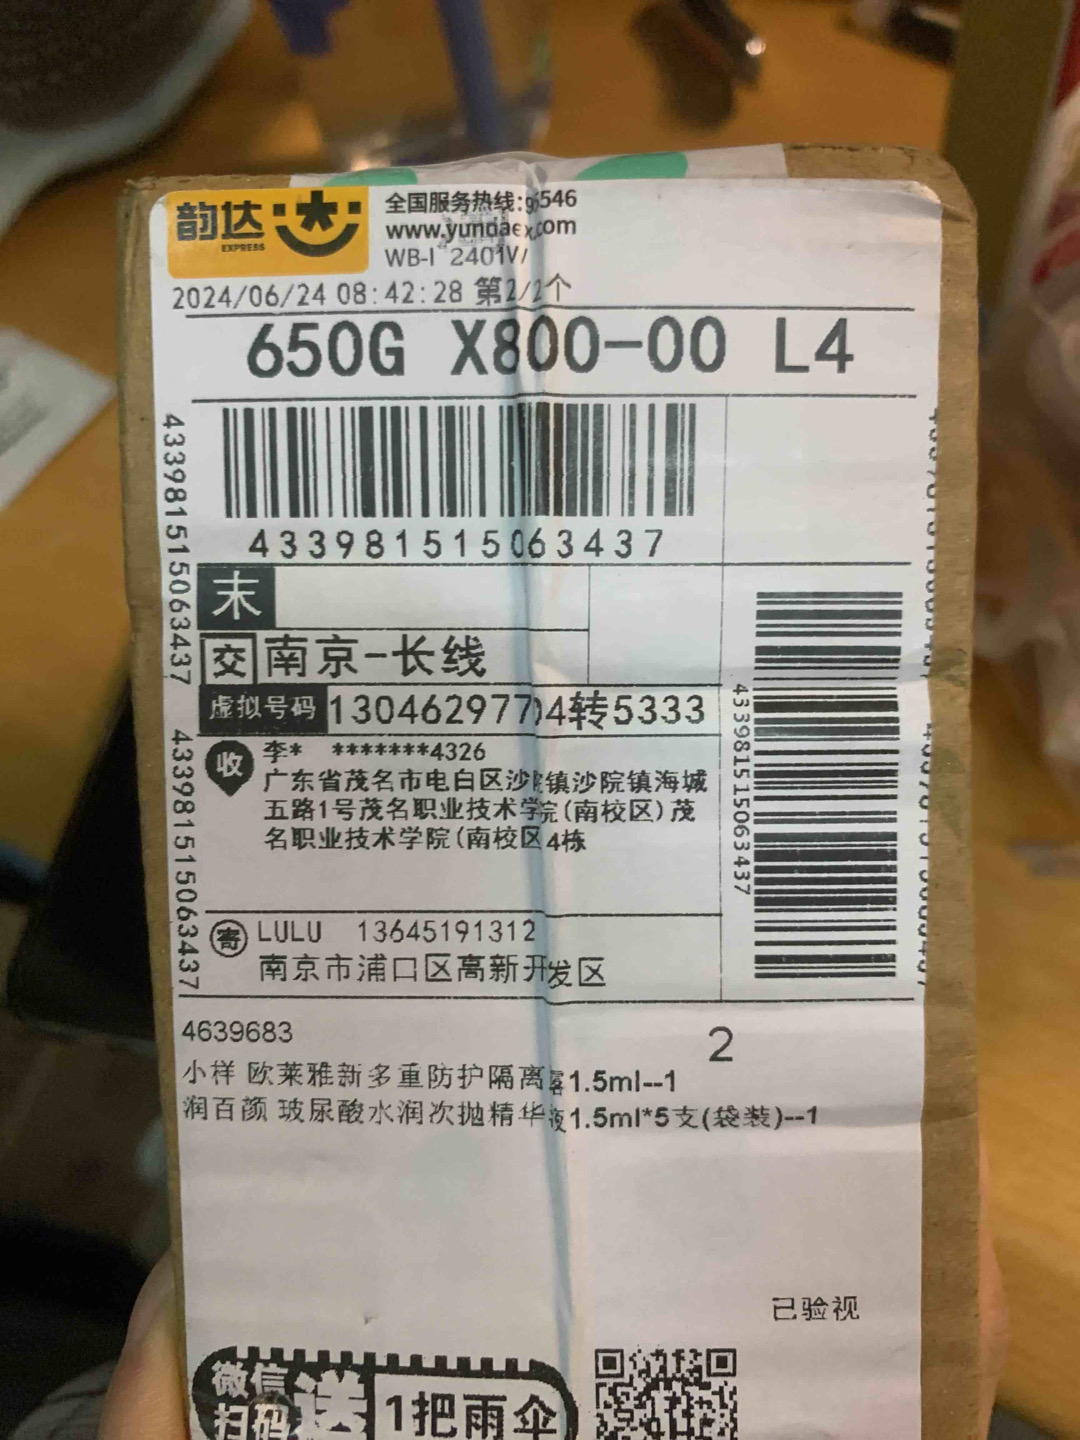 韵达
EXPRESS
全国服务热线:95546
www.yundaex.com
WB-I 2401V/
2024/06/24 08:42:28 第2/2个
650G X800-00 L4
433981515063437
433981515063437
末
交 南京-长线
虚拟号码 13046297704转5333
收 李* *******4326
广东省茂名市电白区沙院镇沙院镇海城
五路1号茂名职业技术学院(南校区)茂
名职业技术学院(南校区4栋
433981515063437
433981515063437
寄 LULU 13645191312
南京市浦口区高新开发区
4639683
2
小样 欧莱雅新多重防护隔离露1.5ml--1
润百颜 玻尿酸水润次抛精华液1.5ml*5支(袋装)--1
已验视
微信
扫码 送 1把雨伞